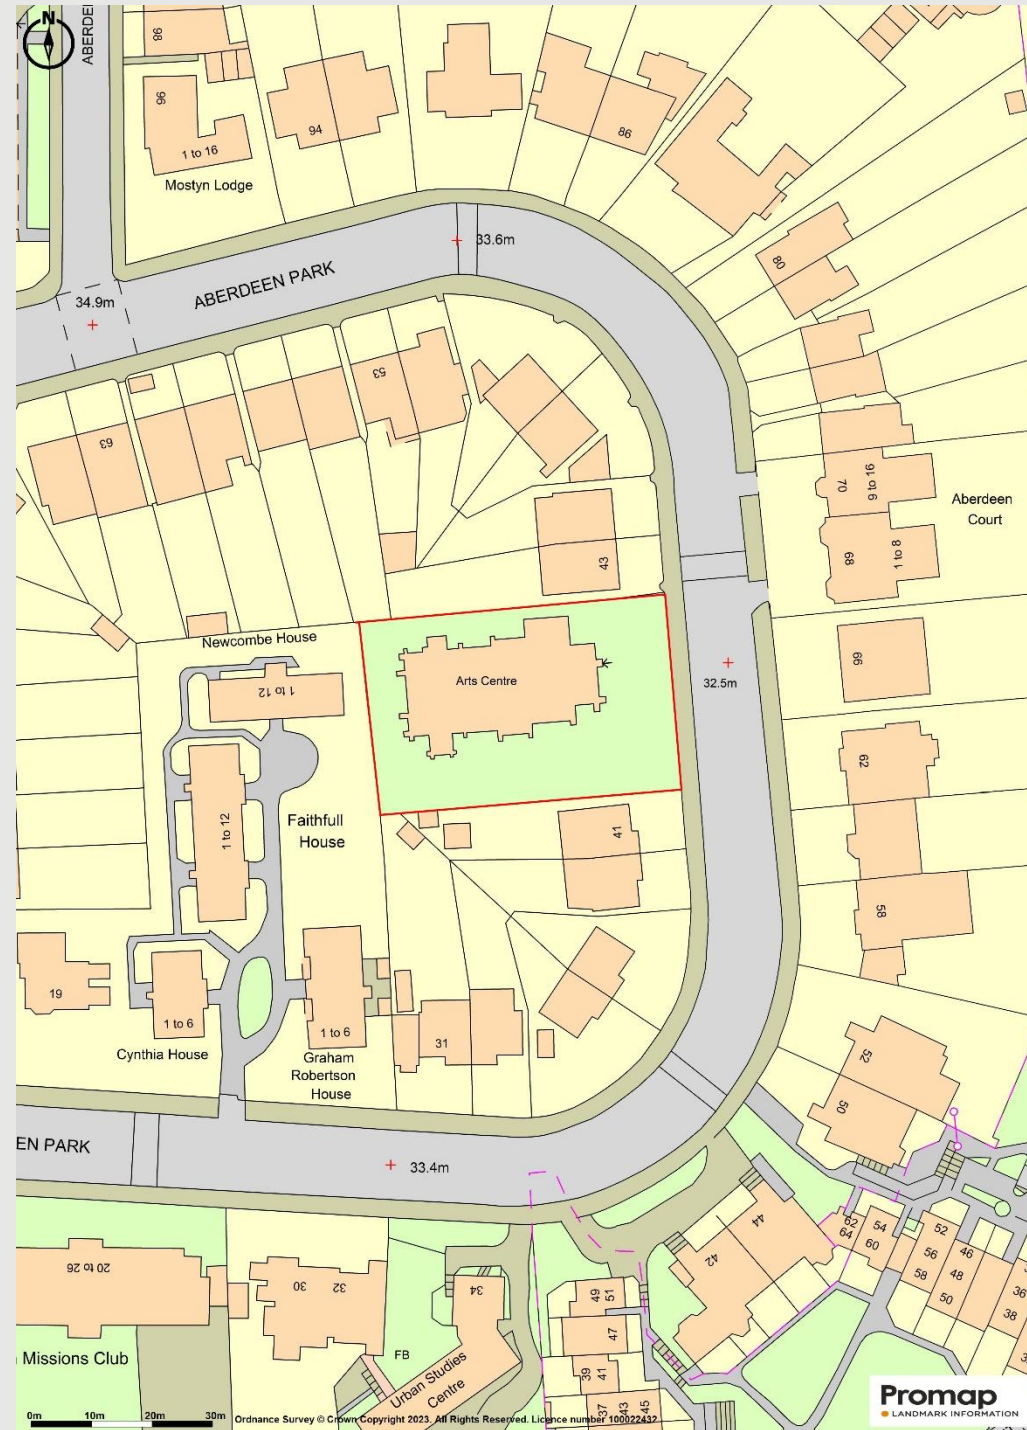 N
ABERDE
98
96
1 to 16
Mostyn Lodge
94
86
80
33.6m
ABERDEEN PARK
34.9m
53
63
43
70
9 to 16
68
1 to 8
Aberdeen
Court
Newcombe House
1 to 12
Arts Centre
66
32.5m
62
1 to 12
Faithfull
House
41
58
19
1 to 6
Cynthia House
1 to 6
Graham
Robertson
House
31
52
50
EN PARK
33.4m
44
42
62
64
54
60
52
56
58
46
48
50
36
38
20 to 26
30
32
34
49
51
47
39
41
37
43
45
Missions Club
FB
Urban Studies
Centre
0m 10m 20m 30m
Ordnance Survey © Crown Copyright 2023. All Rights Reserved. Licence number 100022432
Promap
LANDMARK INFORMATION